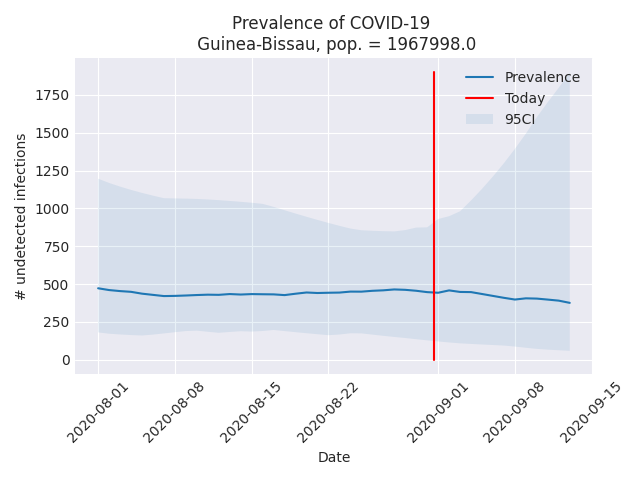 Prevalence of COVID-19
Guinea-Bissau, pop. = 1967998.0
Prevalence
Today
95CI
# undetected infections
1750
1500
1250
1000
750
500
250
0
2020-08-01
2020-08-08
2020-08-15
2020-08-22
2020-09-01
2020-09-08
2020-09-15
Date